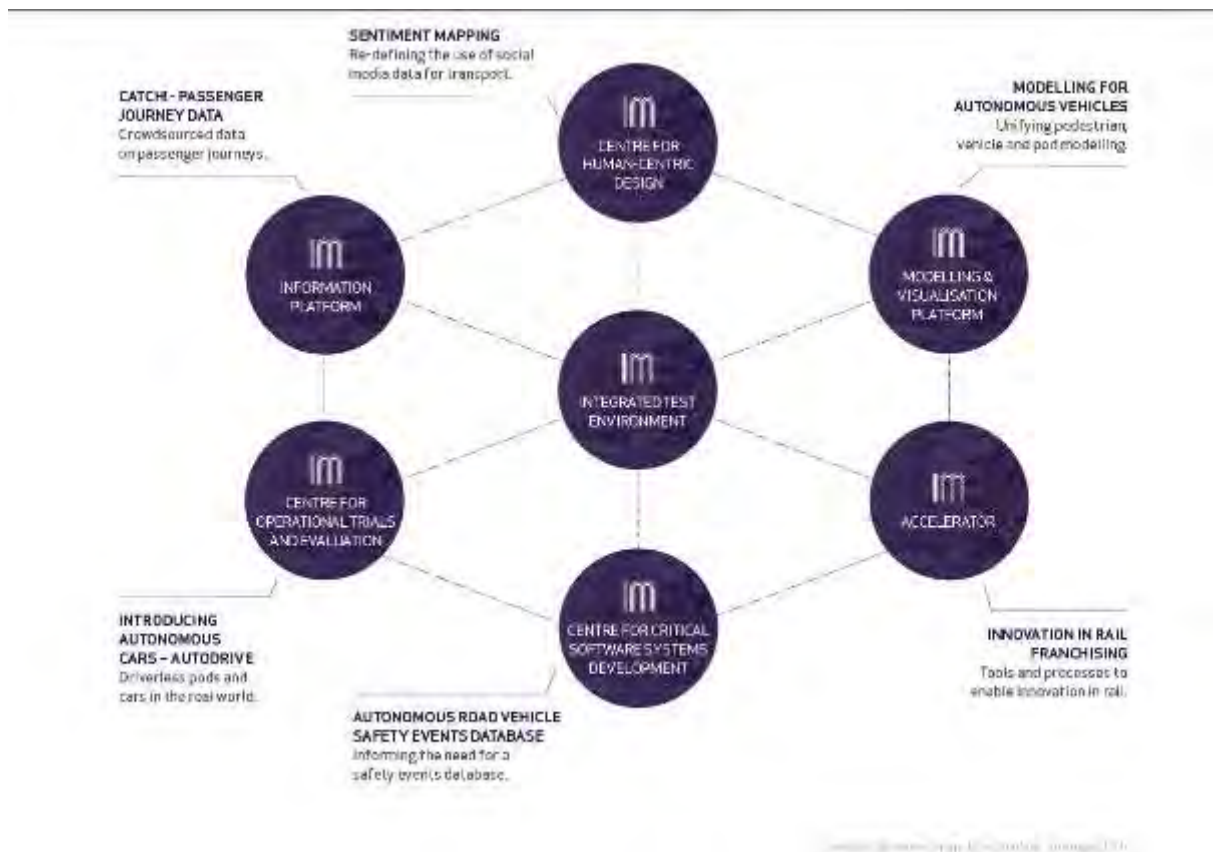 SENTIMENT MAPPING
Re-defining the use of social
media data for transport.
CATCH! - PASSENGER
JOURNEY DATA
Crowdsourced data
on passenger journeys.
MODELLING FOR
AUTONOMOUS VEHICLES
Unifying pedestrian,
vehicle and pod modelling.
im
CENTRE FOR
HUMAN-CENTRIC
DESIGN
im
INFORMATION
PLATFORM
im
MODELLING &
VISUALISATION
PLATFORM
im
INTEGRATED TEST
ENVIRONMENT
im
CENTRE FOR
OPERATIONAL TRIALS
AND EVALUATION
im
ACCELERATOR
im
CENTRE FOR CRITICAL
SOFTWARE SYSTEMS
DEVELOPMENT
INTRODUCING
AUTONOMOUS
CARS – AUTODRIVE
Driverless pods and
cars in the real world.
INNOVATION IN RAIL
FRANCHISING
Tools and processes to
enable innovation in rail.
AUTONOMOUS ROAD VEHICLE
SAFETY EVENTS DATABASE
Informing the need for a
safety events database.